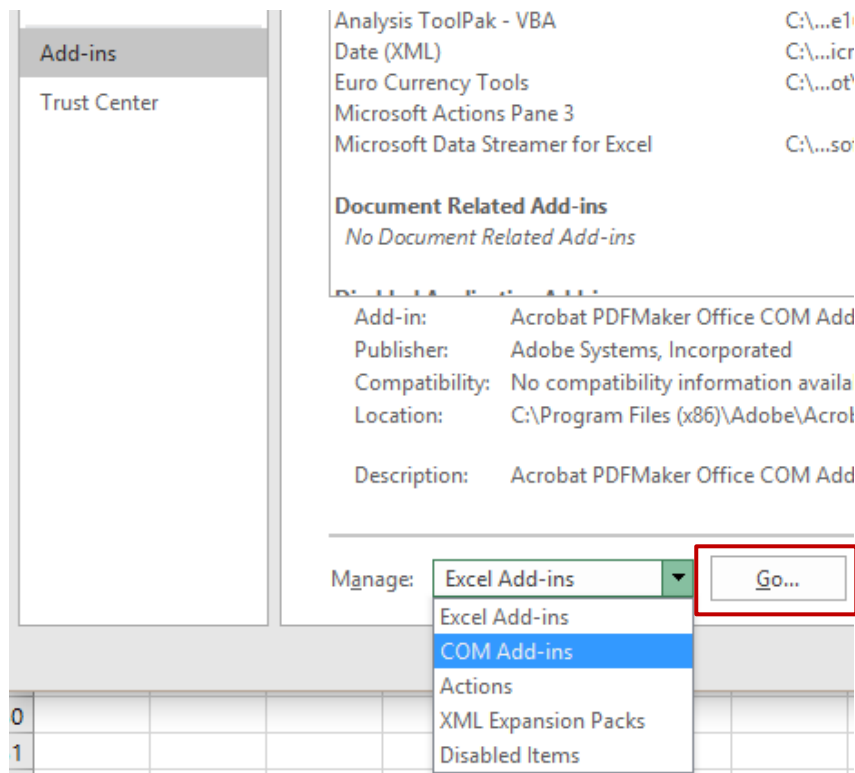 Add-ins
Trust Center
Analysis ToolPak - VBA C:\...e1
Date (XML) C:\...icr
Euro Currency Tools C:\...ot\
Microsoft Actions Pane 3
Microsoft Data Streamer for Excel C:\...so
Document Related Add-ins
No Document Related Add-ins
Add-in: Acrobat PDFMaker Office COM Add
Publisher: Adobe Systems, Incorporated
Compatibility: No compatibility information availa
Location: C:\Program Files (x86)\Adobe\Acrob
Description: Acrobat PDFMaker Office COM Add
Manage: Excel Add-ins Go...
Excel Add-ins
COM Add-ins
Actions
XML Expansion Packs
Disabled Items
0
1